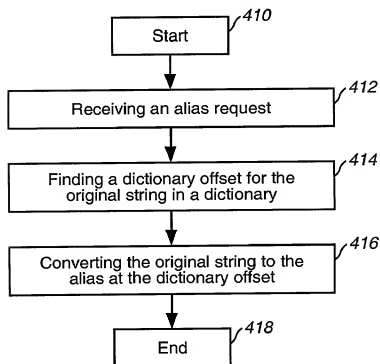 410
Start
412
Receiving an alias request
414
Finding a dictionary offset for the
original string in a dictionary
416
Converting the original string to the
alias at the dictionary offset
418
End